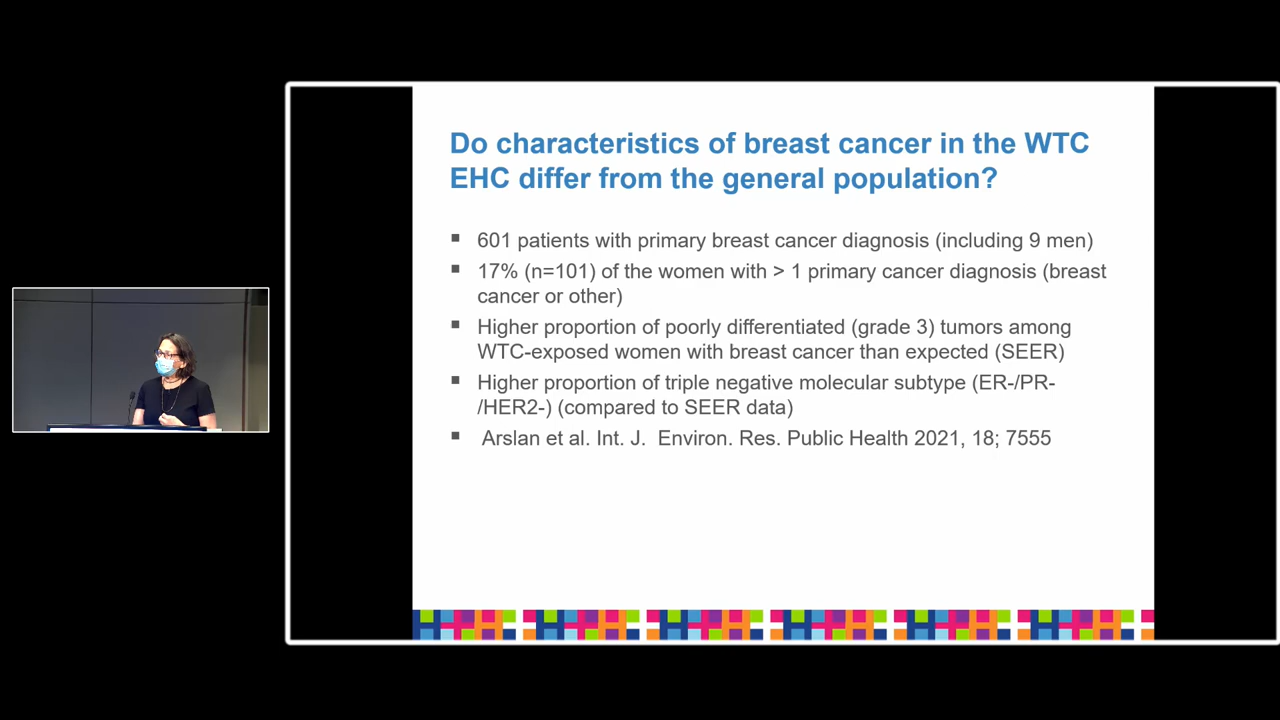 Do characteristics of breast cancer in the WTC
EHC differ from the general population?
▪ 601 patients with primary breast cancer diagnosis (including 9 men)
▪ 17% (n=101) of the women with > 1 primary cancer diagnosis (breast
cancer or other)
▪ Higher proportion of poorly differentiated (grade 3) tumors among
WTC-exposed women with breast cancer than expected (SEER)
▪ Higher proportion of triple negative molecular subtype (ER-/PR-
/HER2-) (compared to SEER data)
▪ Arslan et al. Int. J. Environ. Res. Public Health 2021, 18; 7555